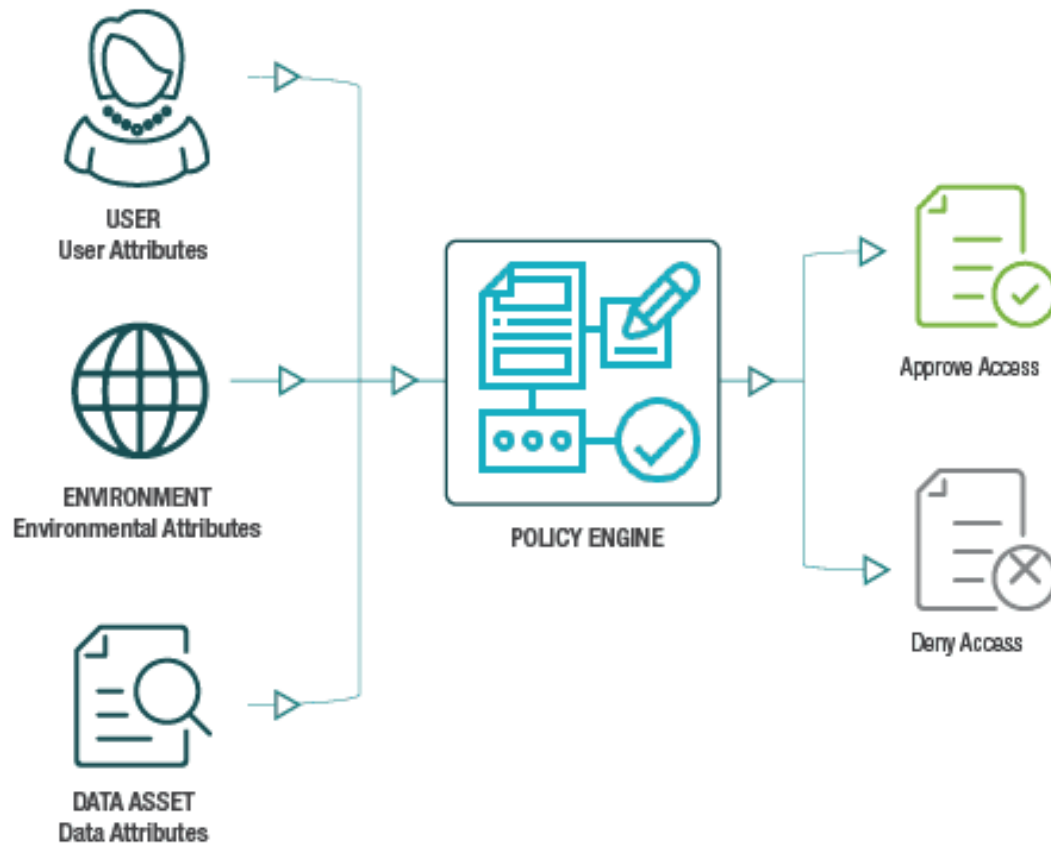 USER
User Attributes
ENVIRONMENT
Environmental Attributes
DATA ASSET
Data Attributes
POLICY ENGINE
Approve Access
Deny Access